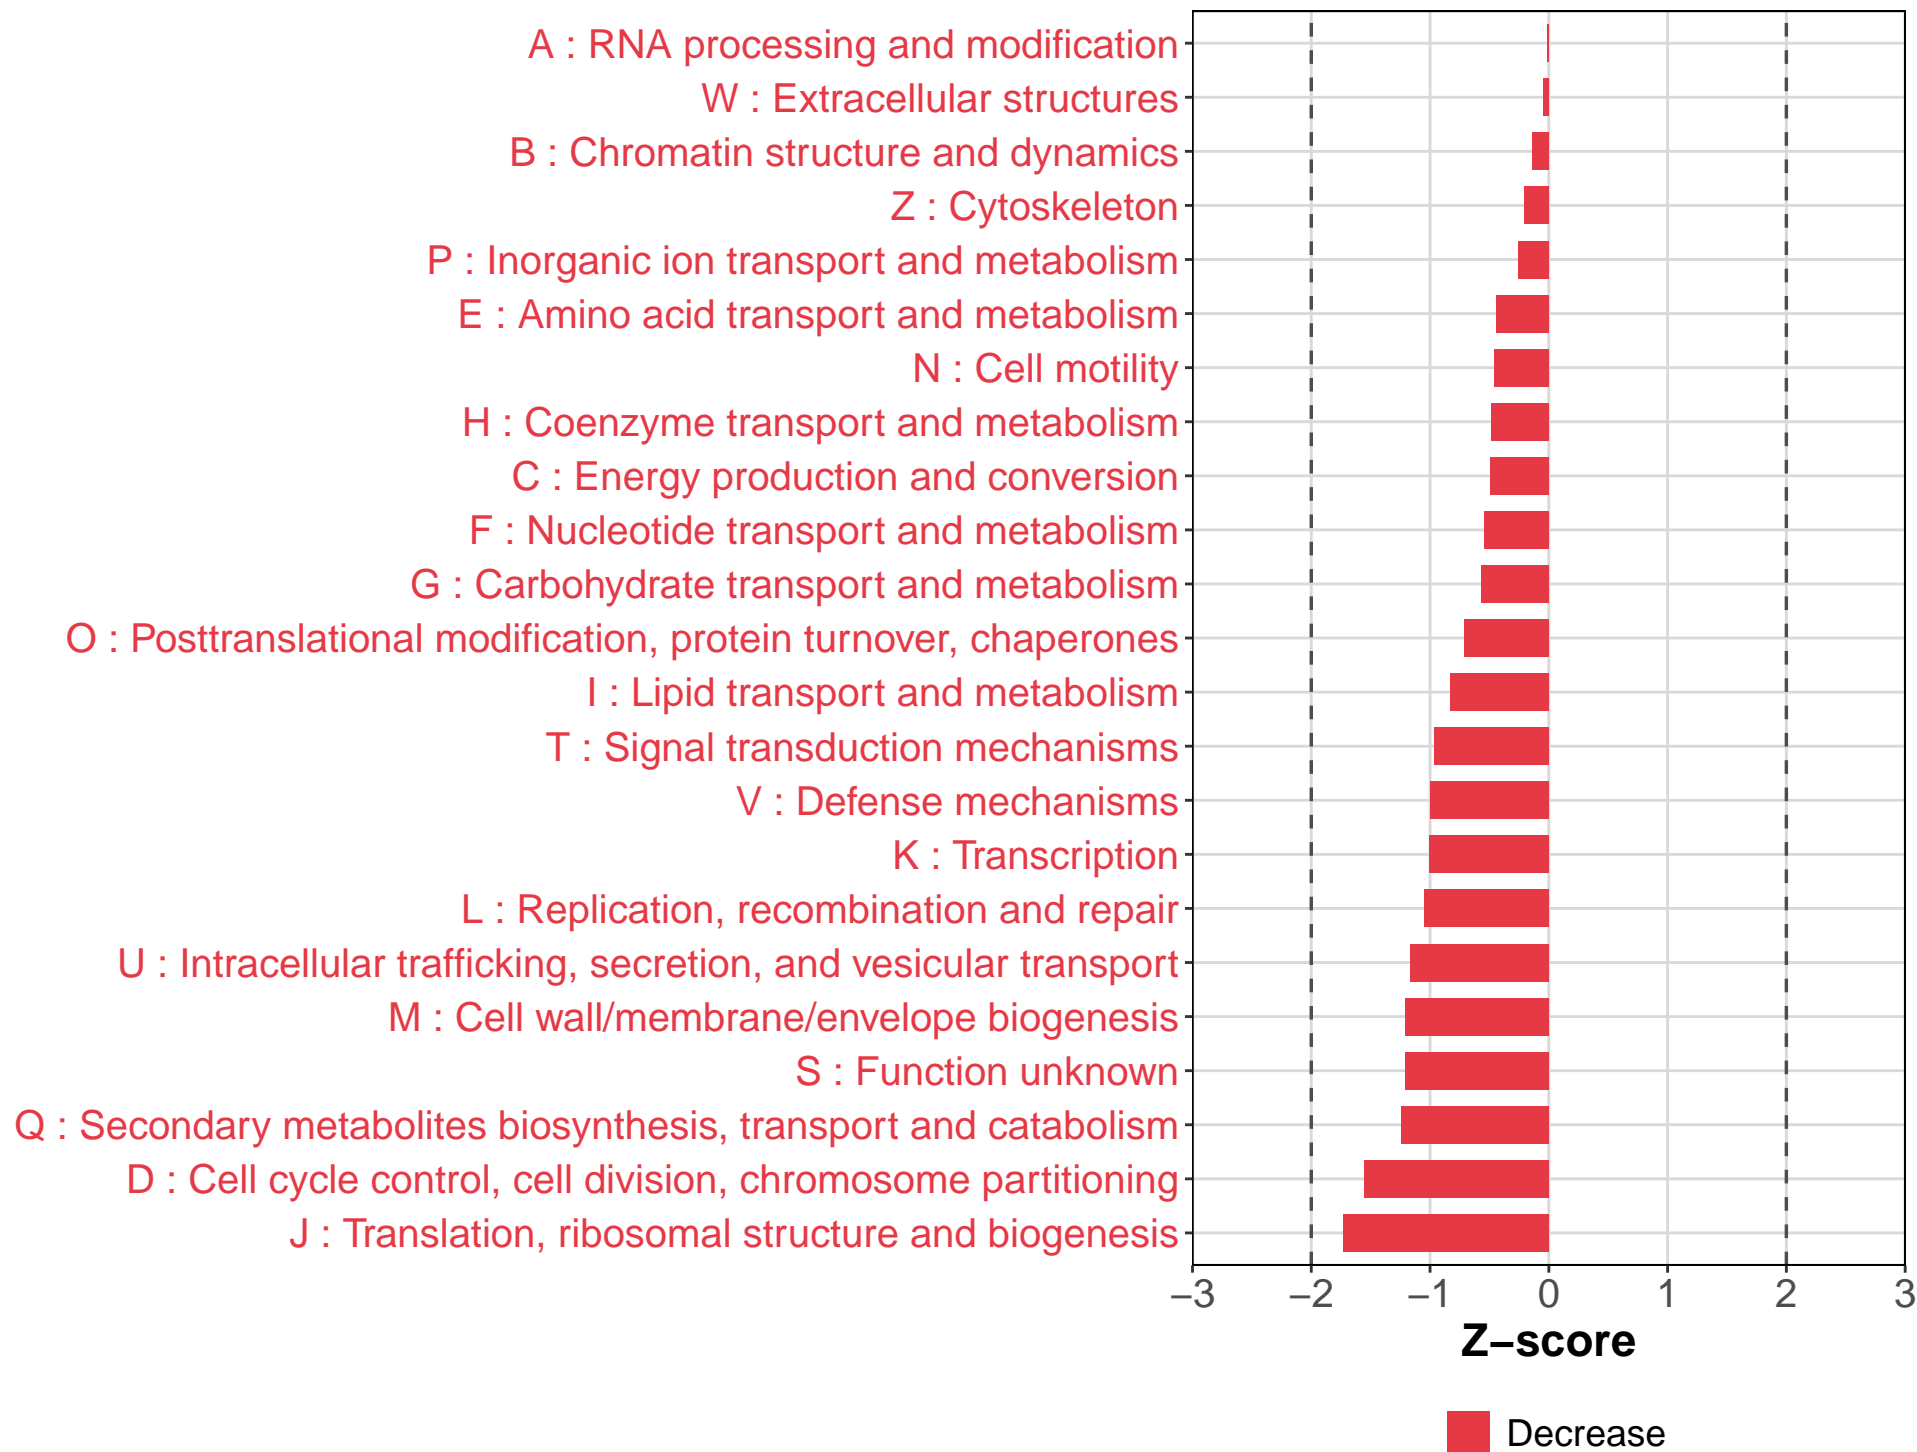 A : RNA processing and modification
W : Extracellular structures
B : Chromatin structure and dynamics
Z : Cytoskeleton
P : Inorganic ion transport and metabolism
E : Amino acid transport and metabolism
N : Cell motility
H : Coenzyme transport and metabolism
C : Energy production and conversion
F : Nucleotide transport and metabolism
G : Carbohydrate transport and metabolism
O : Posttranslational modification, protein turnover, chaperones
I : Lipid transport and metabolism
T : Signal transduction mechanisms
V : Defense mechanisms
K : Transcription
L : Replication, recombination and repair
U : Intracellular trafficking, secretion, and vesicular transport
M : Cell wall/membrane/envelope biogenesis
S : Function unknown
Q : Secondary metabolites biosynthesis, transport and catabolism
D : Cell cycle control, cell division, chromosome partitioning
J : Translation, ribosomal structure and biogenesis
−3 −2 −1 0 1 2 3
Z−score
Decrease